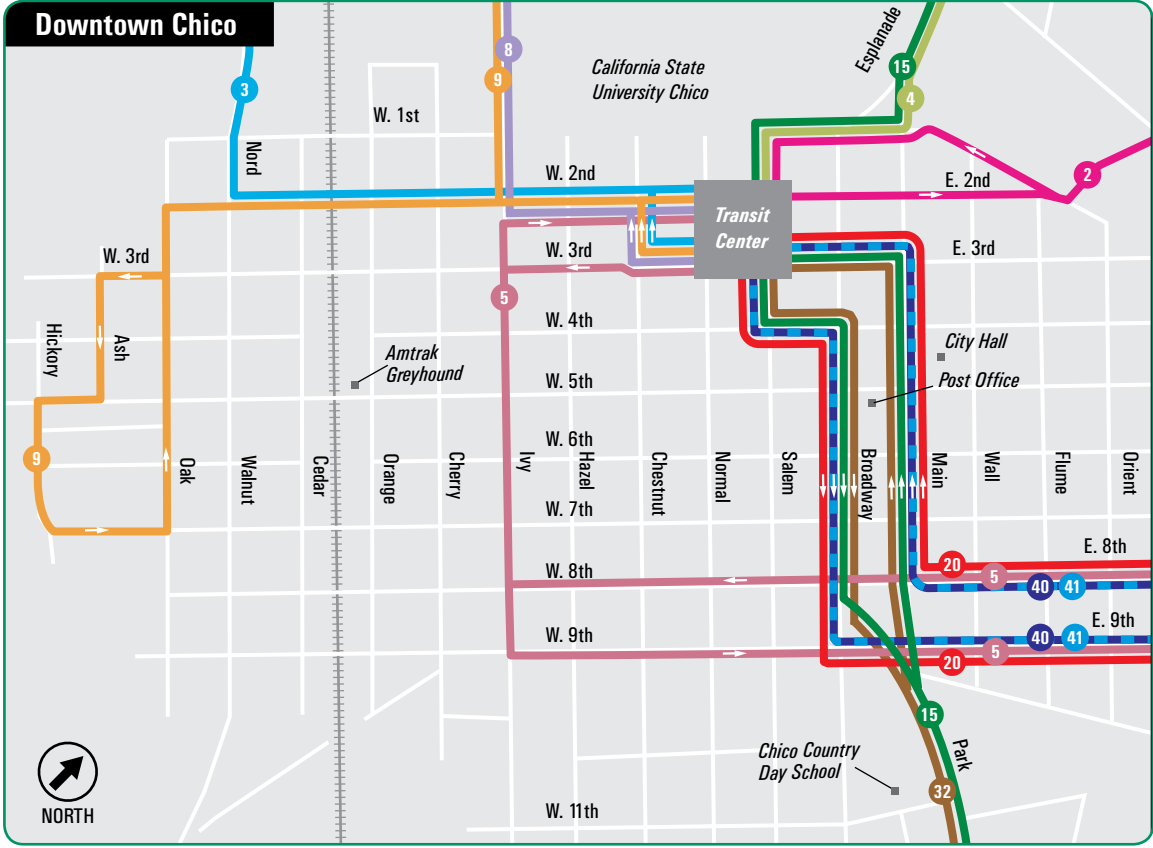 Downtown Chico
Esplanade
8
California State
University Chico
15
9
3
4
W. 1st
Nord
W. 2nd
2
E. 2nd
Transit
Center
W. 3rd
W. 3rd
E. 3rd
5
W. 4th
Hickory
Ash
Amtrak
Greyhound
City Hall
W. 5th
Post Office
W. 6th
9
Oak
Walnut
Cedar
Orange
Cherry
Ivy
Hazel
Chestnut
Normal
Salem
Broadway
Main
Wall
Flume
Orient
W. 7th
E. 8th
W. 8th
20
5
40
41
E. 9th
W. 9th
40
41
5
20
15
Park
Chico Country
Day School
32
NORTH
W. 11th